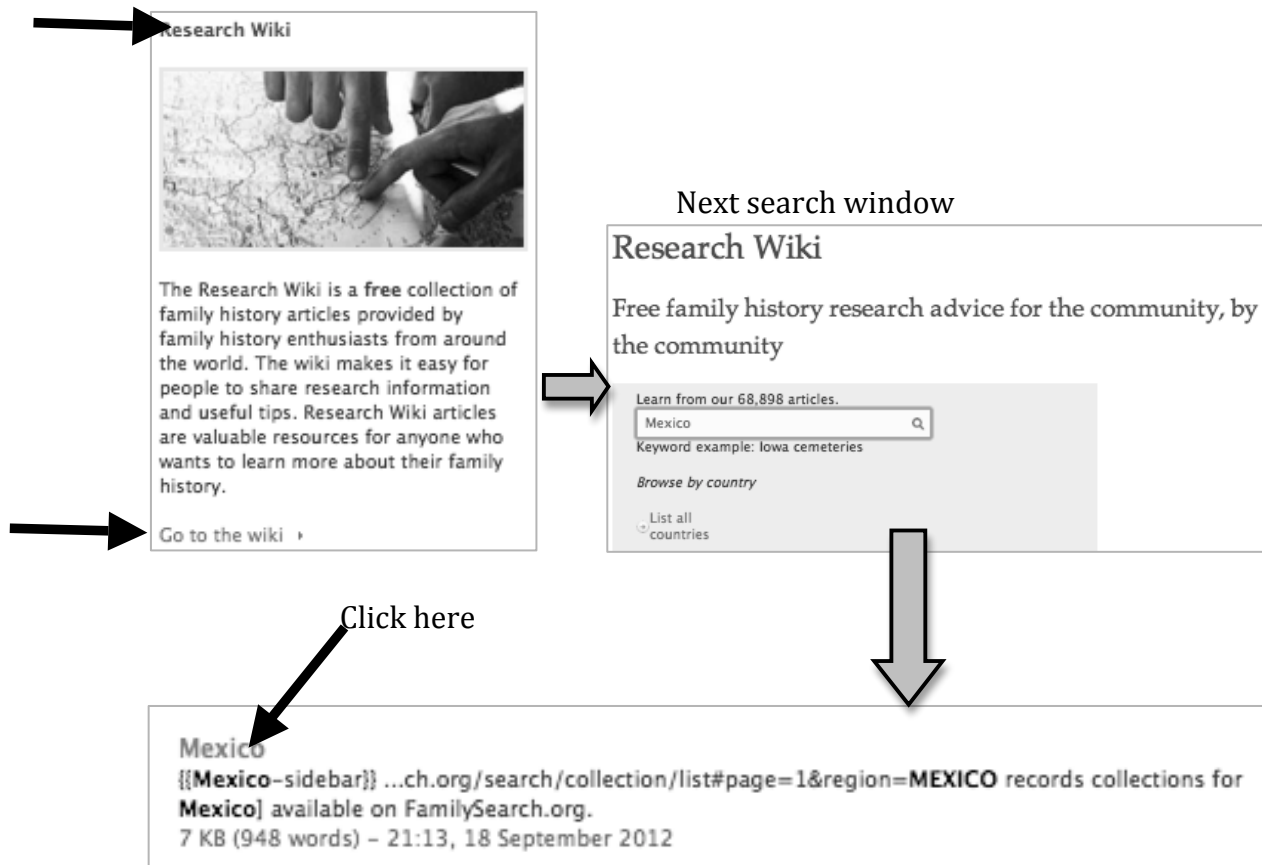 Research Wiki
The Research Wiki is a free collection of
family history articles provided by
family history enthusiasts from around
the world. The wiki makes it easy for
people to share research information
and useful tips. Research Wiki articles
are valuable resources for anyone who
wants to learn more about their family
history.
Go to the wiki
Next search window
Research Wiki
Free family history research advice for the community, by
the community
Learn from our 68,898 articles.
Mexico
Keyword example: Iowa cemeteries
Browse by country
List all
countries
Click here
Mexico
{{Mexico-sidebar}} ...ch.org/search/collection/list#page=1&region=MEXICO records collections for
Mexico] available on FamilySearch.org.
7 KB (948 words) – 21:13, 18 September 2012